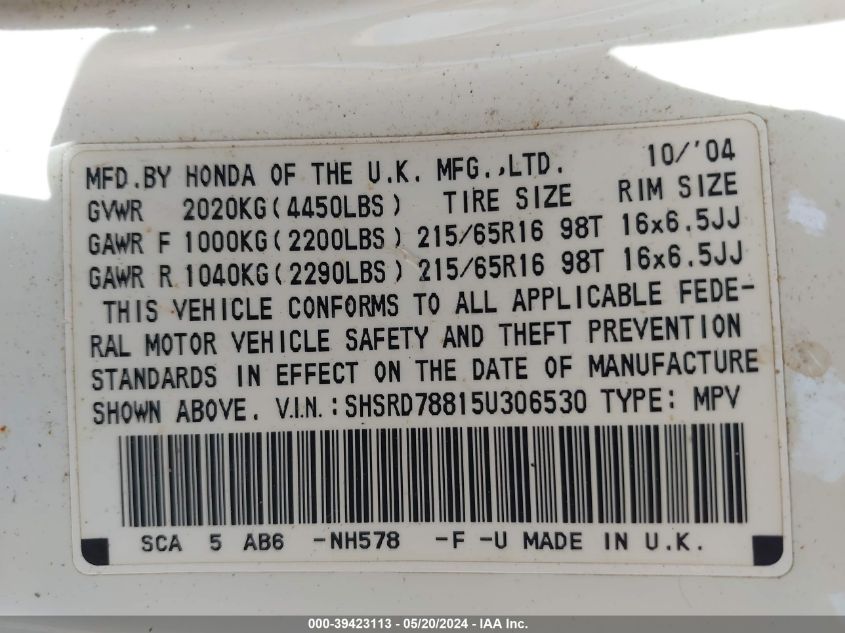 MFD.BY HONDA OF THE U.K. MFG.,LTD. 10/'04
GVWR 2020KG(4450LBS) TIRE SIZE RIM SIZE
GAWR F 1000KG(2200LBS) 215/65R16 98T 16x6.5JJ
GAWR R 1040KG(2290LBS) 215/65R16 98T 16x6.5JJ
THIS VEHICLE CONFORMS TO ALL APPLICABLE FEDE-
RAL MOTOR VEHICLE SAFETY AND THEFT PREVENTION
STANDARDS IN EFFECT ON THE DATE OF MANUFACTURE
SHOWN ABOVE. V.I.N.:SHSRD78815U306530 TYPE: MPV
SCA 5 AB6 -NH578 -F -U MADE IN U.K.
000-39423113 - 05/20/2024 - IAAI.com